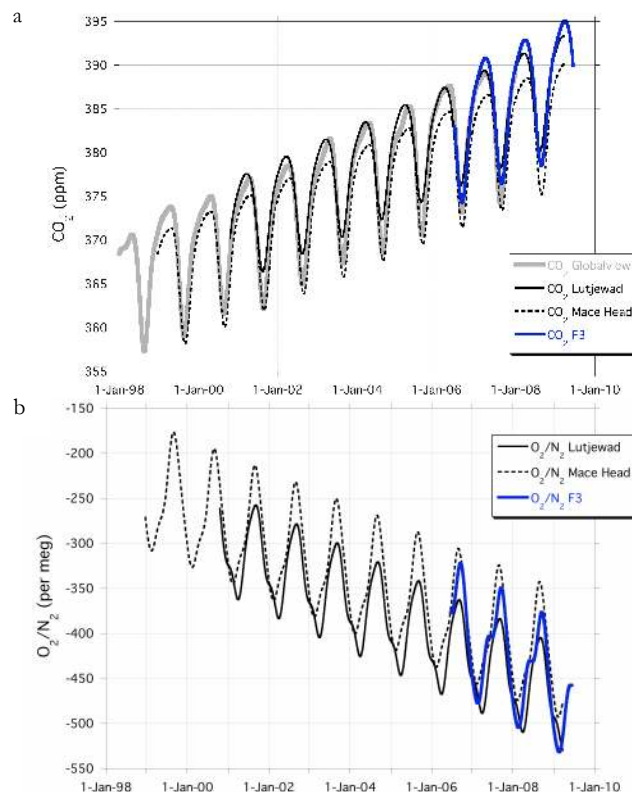 a
395
390
385
380
375
370
365
360
355
CO₂ (ppm)
CO₂ Globalview
CO₂ Lutjewad
CO₂ Mace Head
CO₂ F3
1-Jan-98 1-Jan-00 1-Jan-02 1-Jan-04 1-Jan-06 1-Jan-08 1-Jan-10
b
-150
-200
-250
-300
-350
-400
-450
-500
-550
O₂/N₂ (per meg)
O₂/N₂ Lutjewad
O₂/N₂ Mace Head
O₂/N₂ F3
1-Jan-98 1-Jan-00 1-Jan-02 1-Jan-04 1-Jan-06 1-Jan-08 1-Jan-10